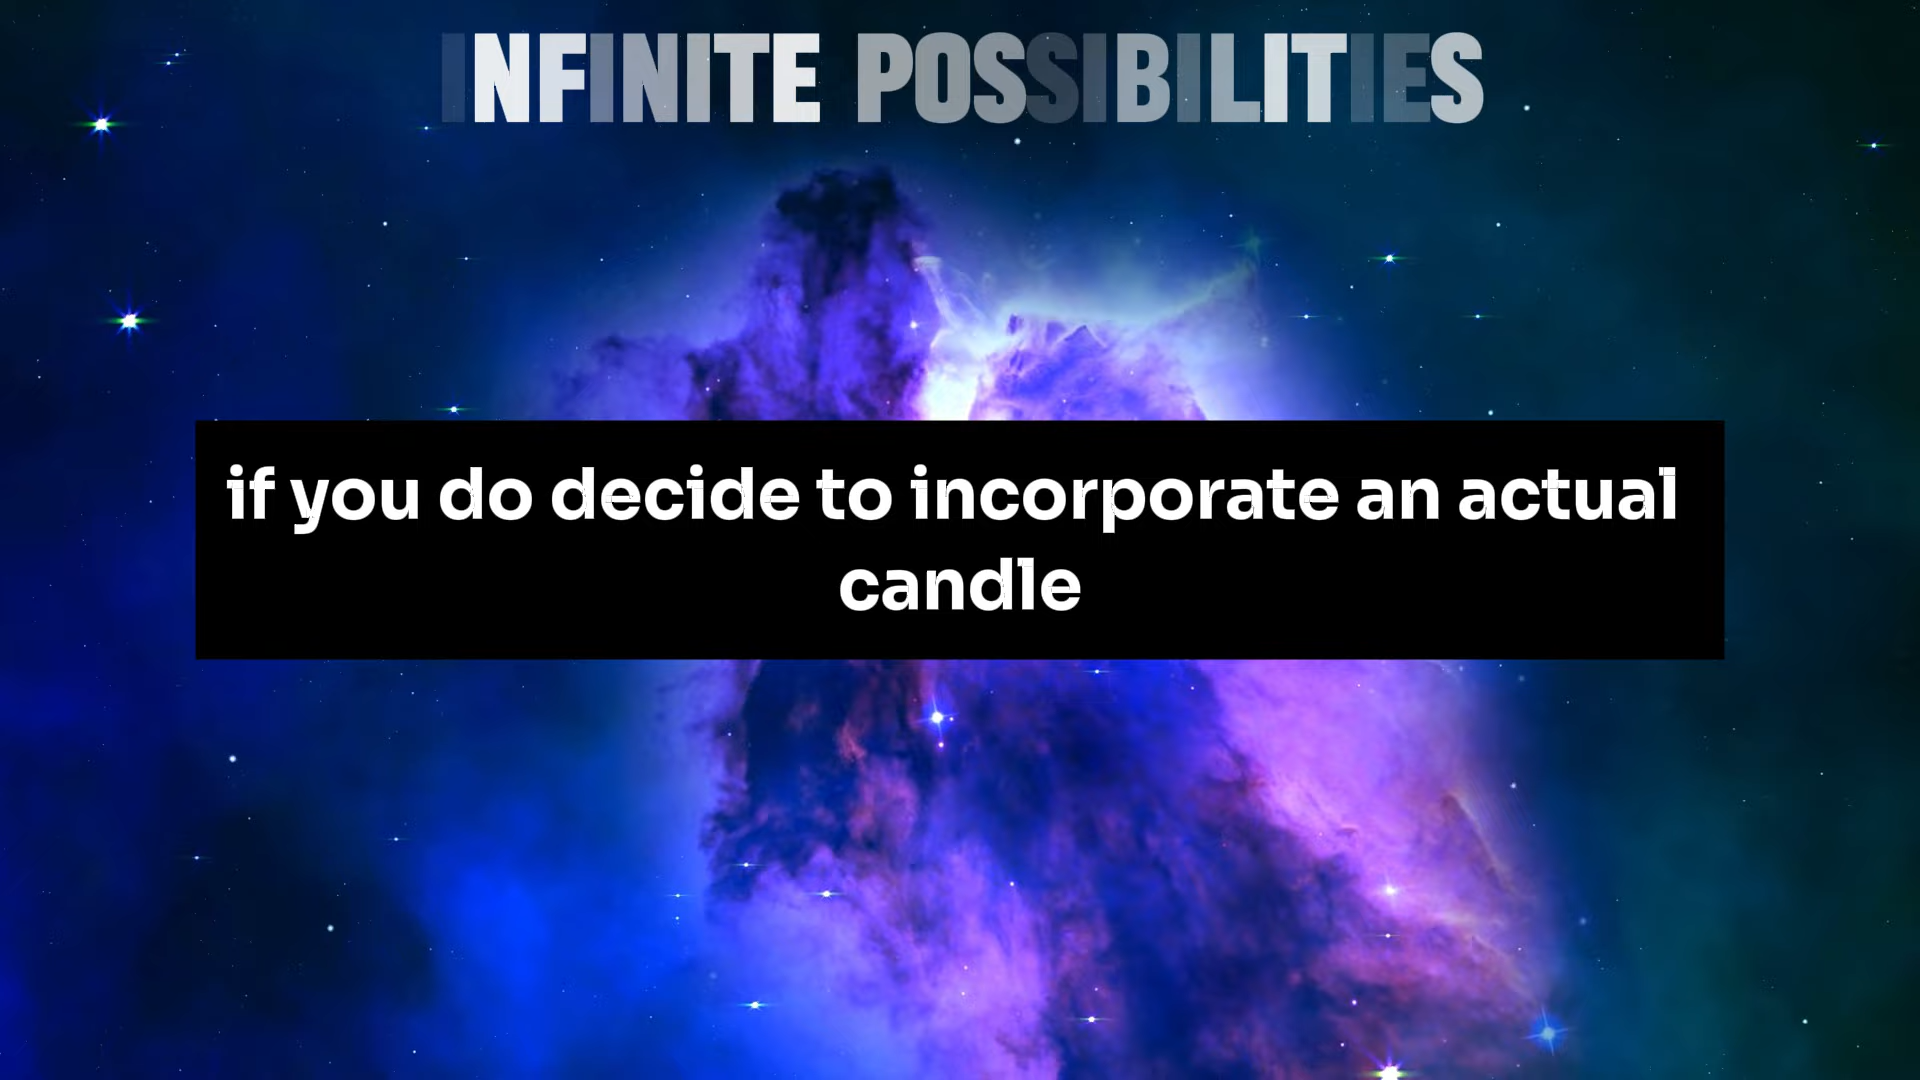 INFINITE POSSIBILITIES
if you do decide to incorporate an actual
candle